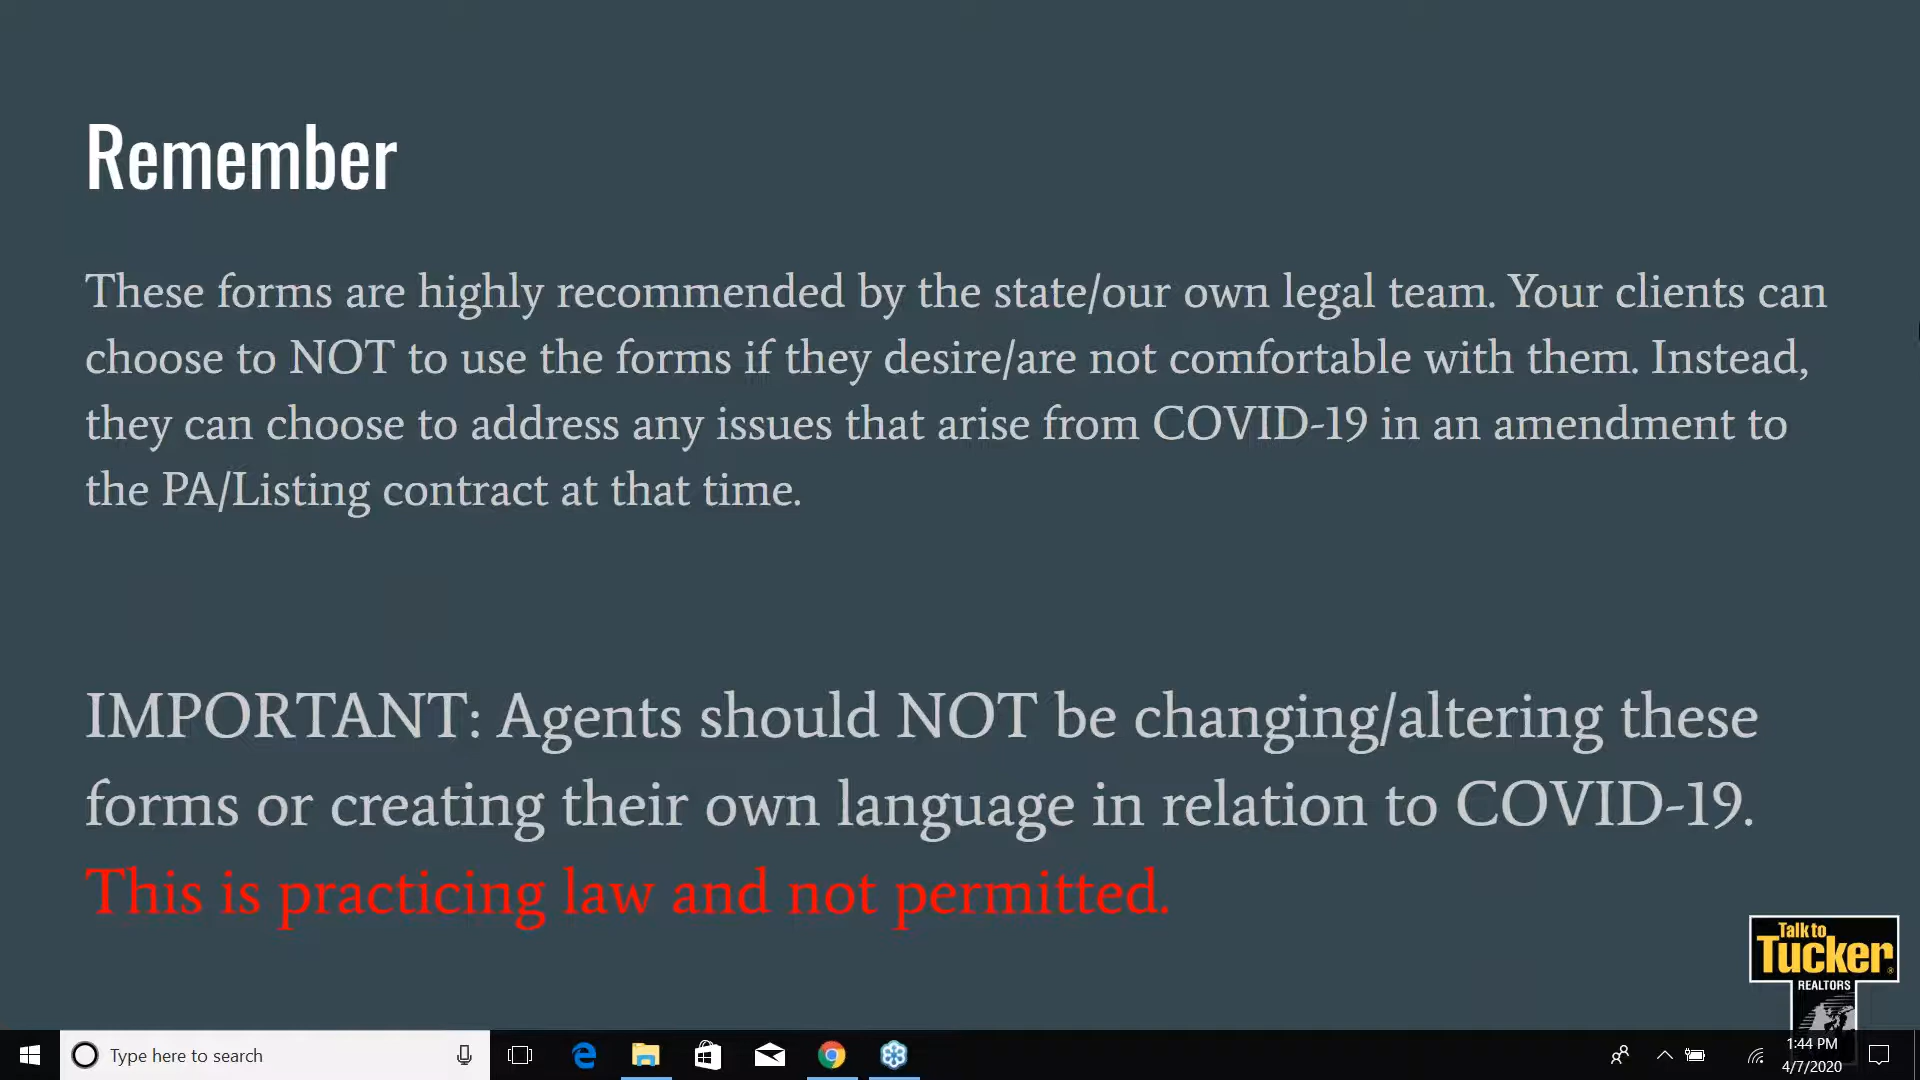 Remember
These forms are highly recommended by the state/our own legal team. Your clients can
choose to NOT to use the forms if they desire/are not comfortable with them. Instead,
they can choose to address any issues that arise from COVID-19 in an amendment to
the PA/Listing contract at that time.
IMPORTANT: Agents should NOT be changing/altering these
forms or creating their own language in relation to COVID-19.
This is practicing law and not permitted.
Talk to
Tucker®
REALTORS
Type here to search
1:44 PM
4/7/2020